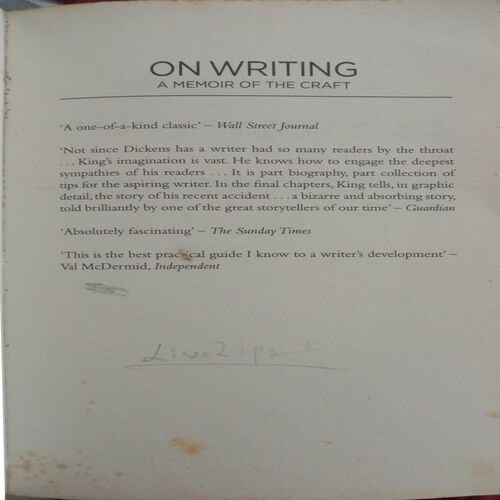 ON WRITING
A MEMOIR OF THE CRAFT
'A one-of-a-kind classic' – Wall Street Journal
'Not since Dickens has a writer had so many readers by the throat
... King's imagination is vast. He knows how to engage the deepest
sympathies of his readers ... It is part biography, part collection of
tips for the aspiring writer. In the final chapters, King tells, in graphic
detail, the story of his recent accident ... a bizarre and absorbing story,
told brilliantly by one of the great storytellers of our time' – Guardian
'Absolutely fascinating' – The Sunday Times
'This is the best practical guide I know to a writer's development' –
Val McDermid, Independent